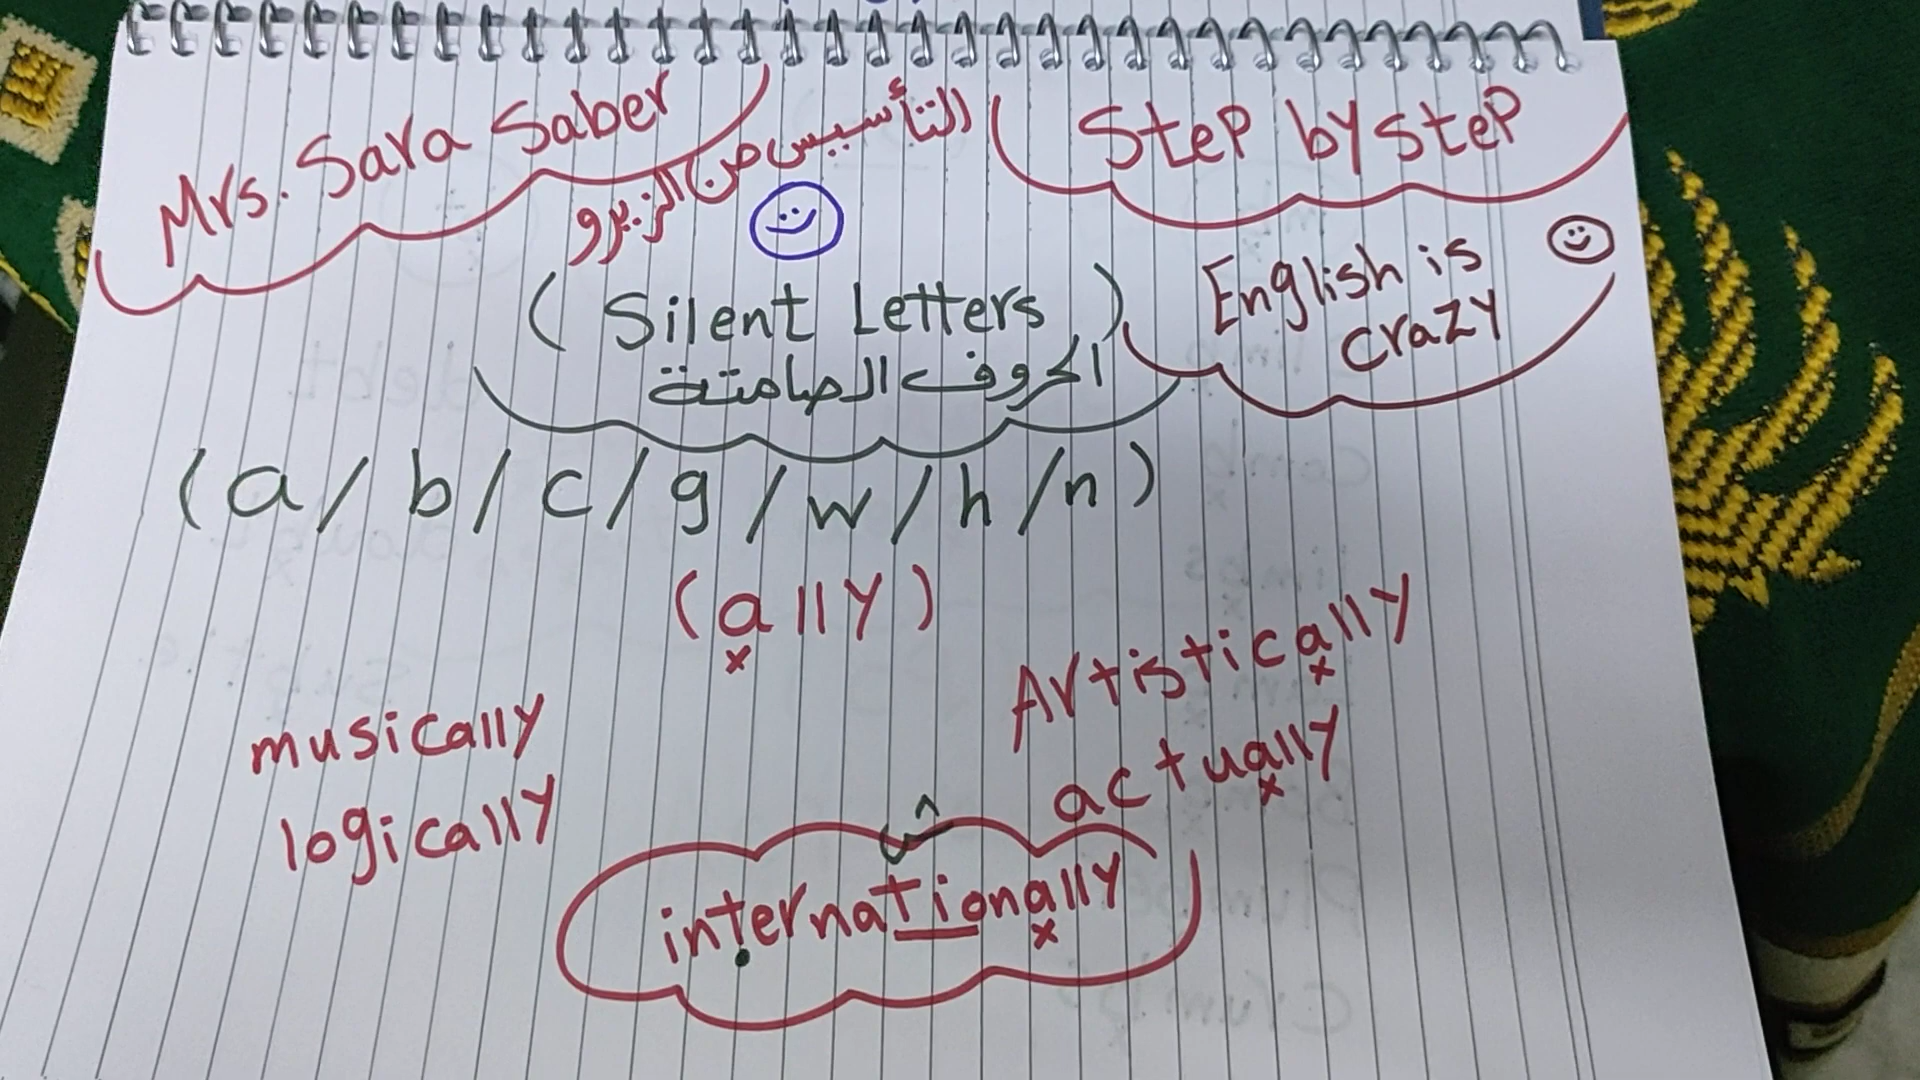 Mrs. Sara Saber
التأسيس من الزيرو
Step by step
English is
crazy
( Silent Letters )
الحروف الصامتة
( a / b / c / g / w / h / n )
( ally )
x
musically
logically
Artistically
x
actually
x
ش
internationally
x